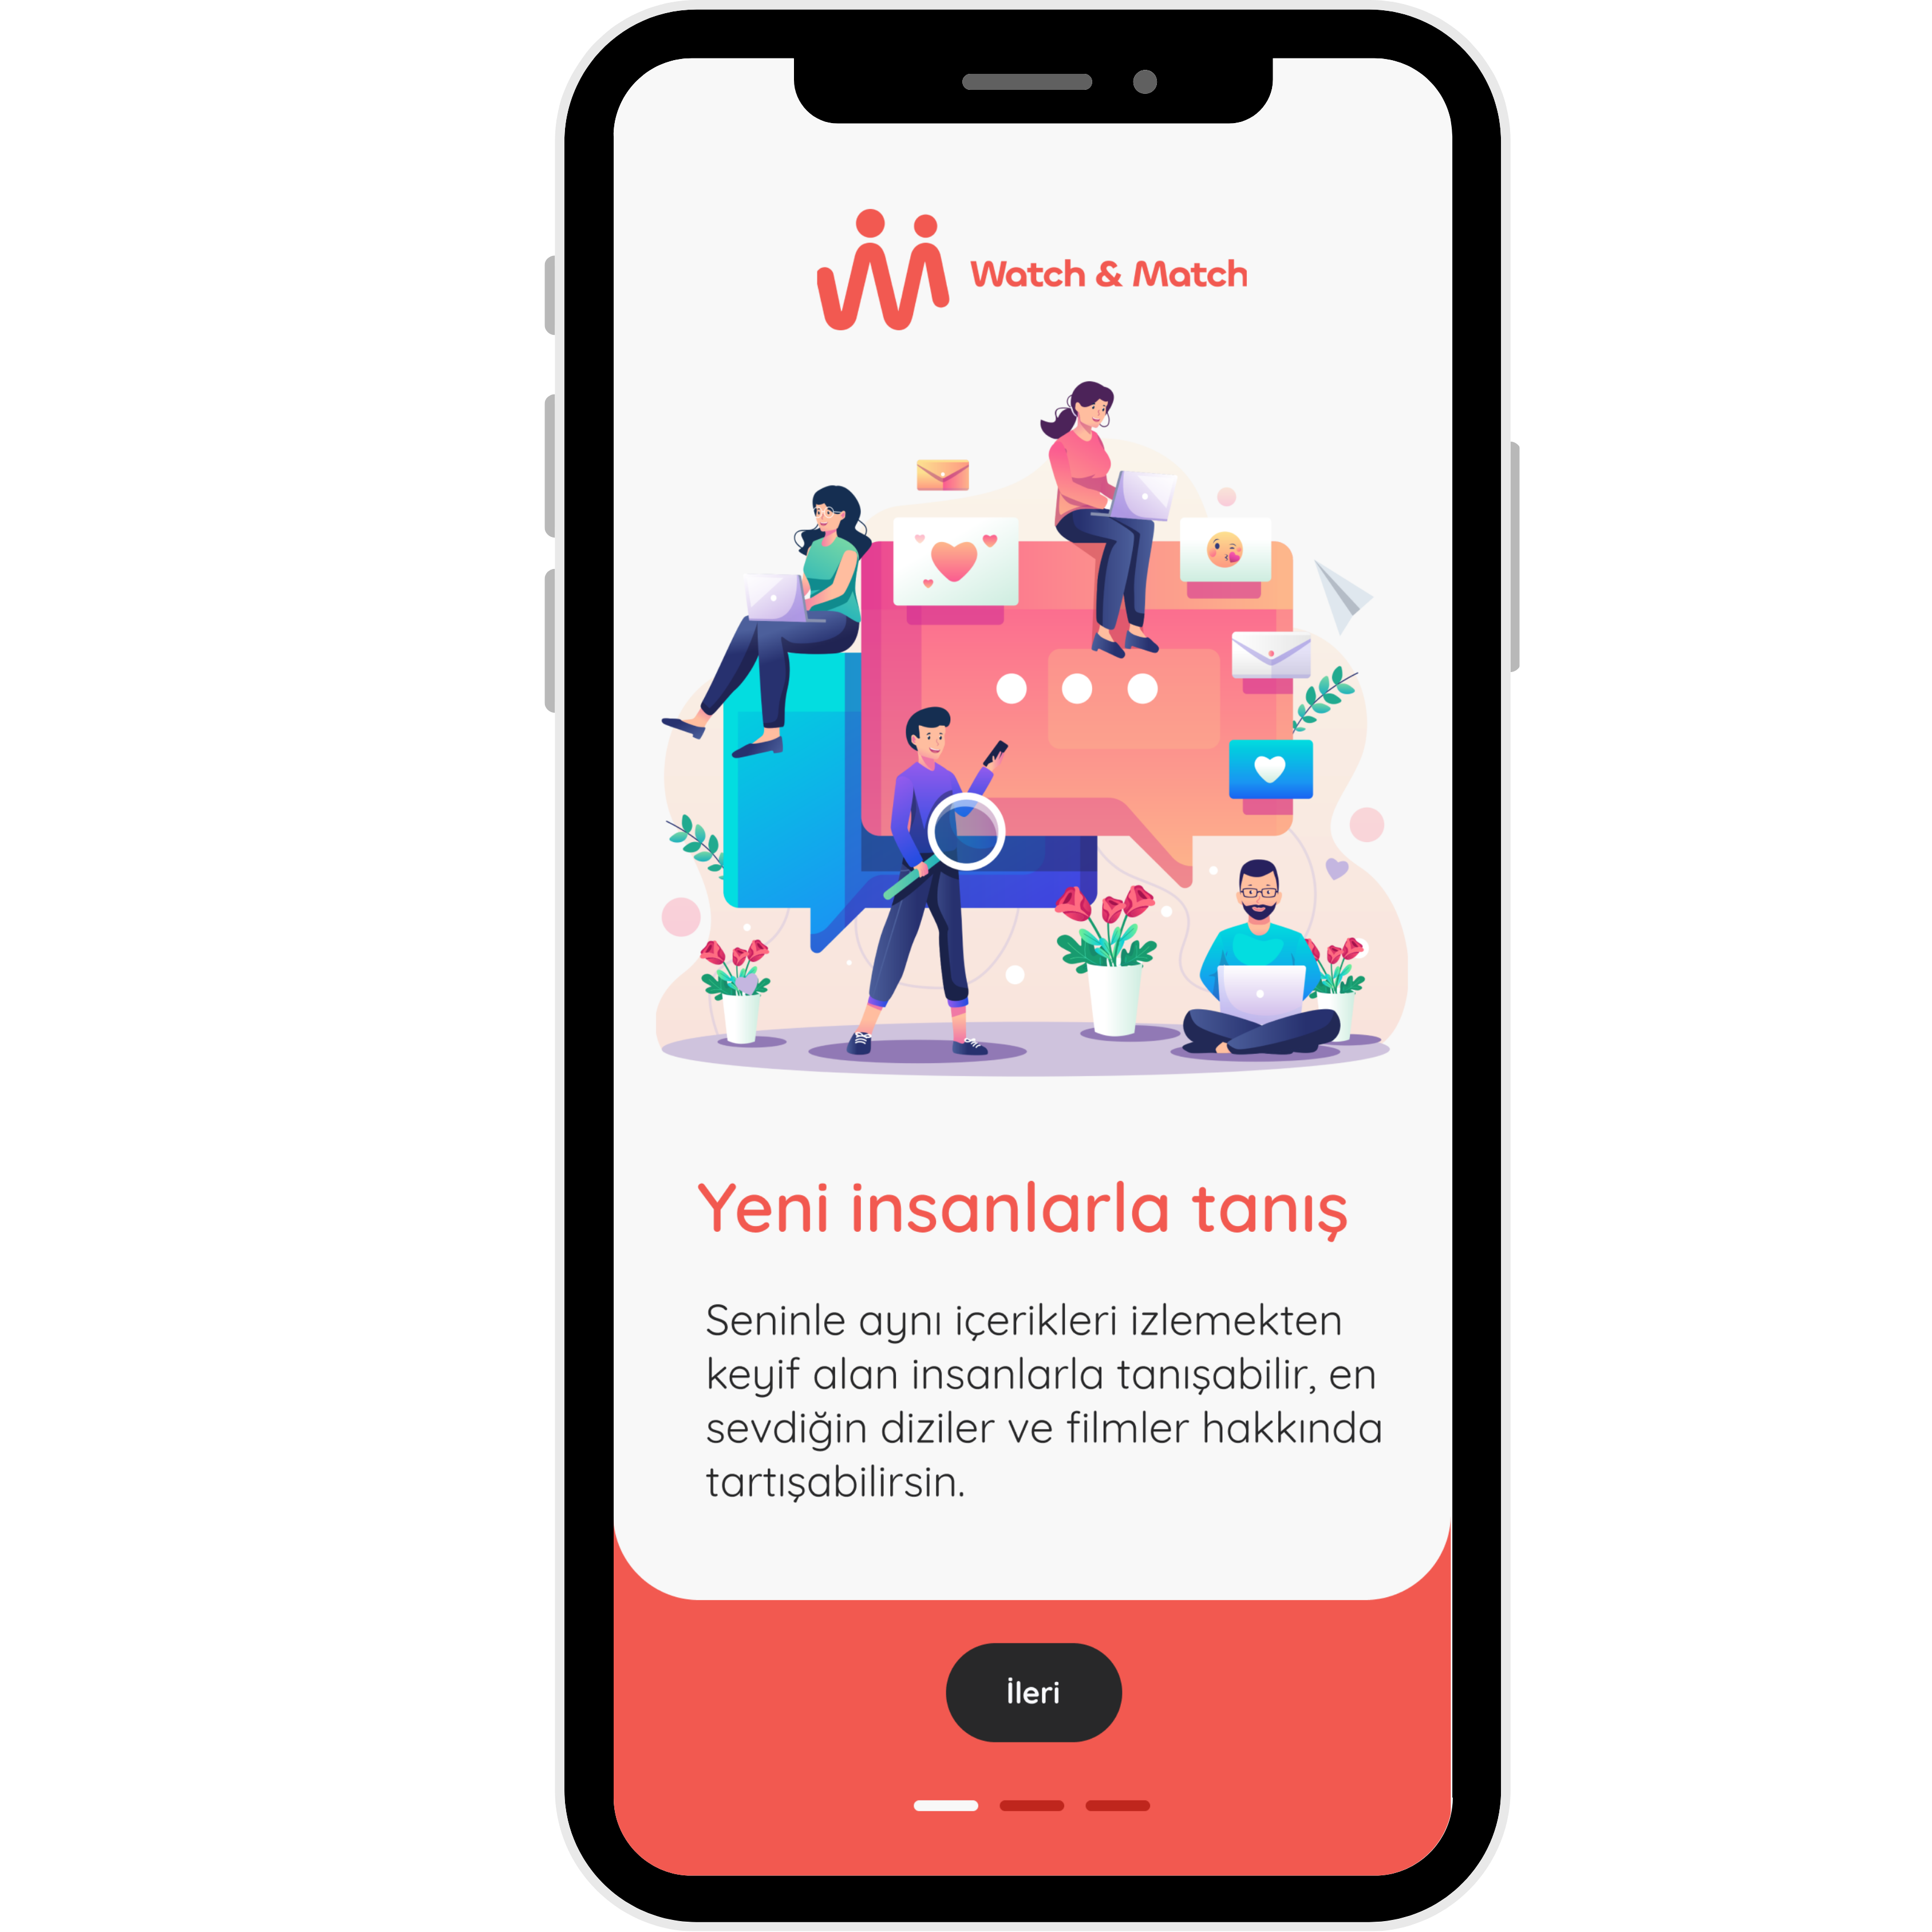 Watch & Match
Yeni insanlarla tanış
Seninle aynı içerikleri izlemekten
keyif alan insanlarla tanışabilir, en
sevdiğin diziler ve filmler hakkında
tartışabilirsin.
İleri